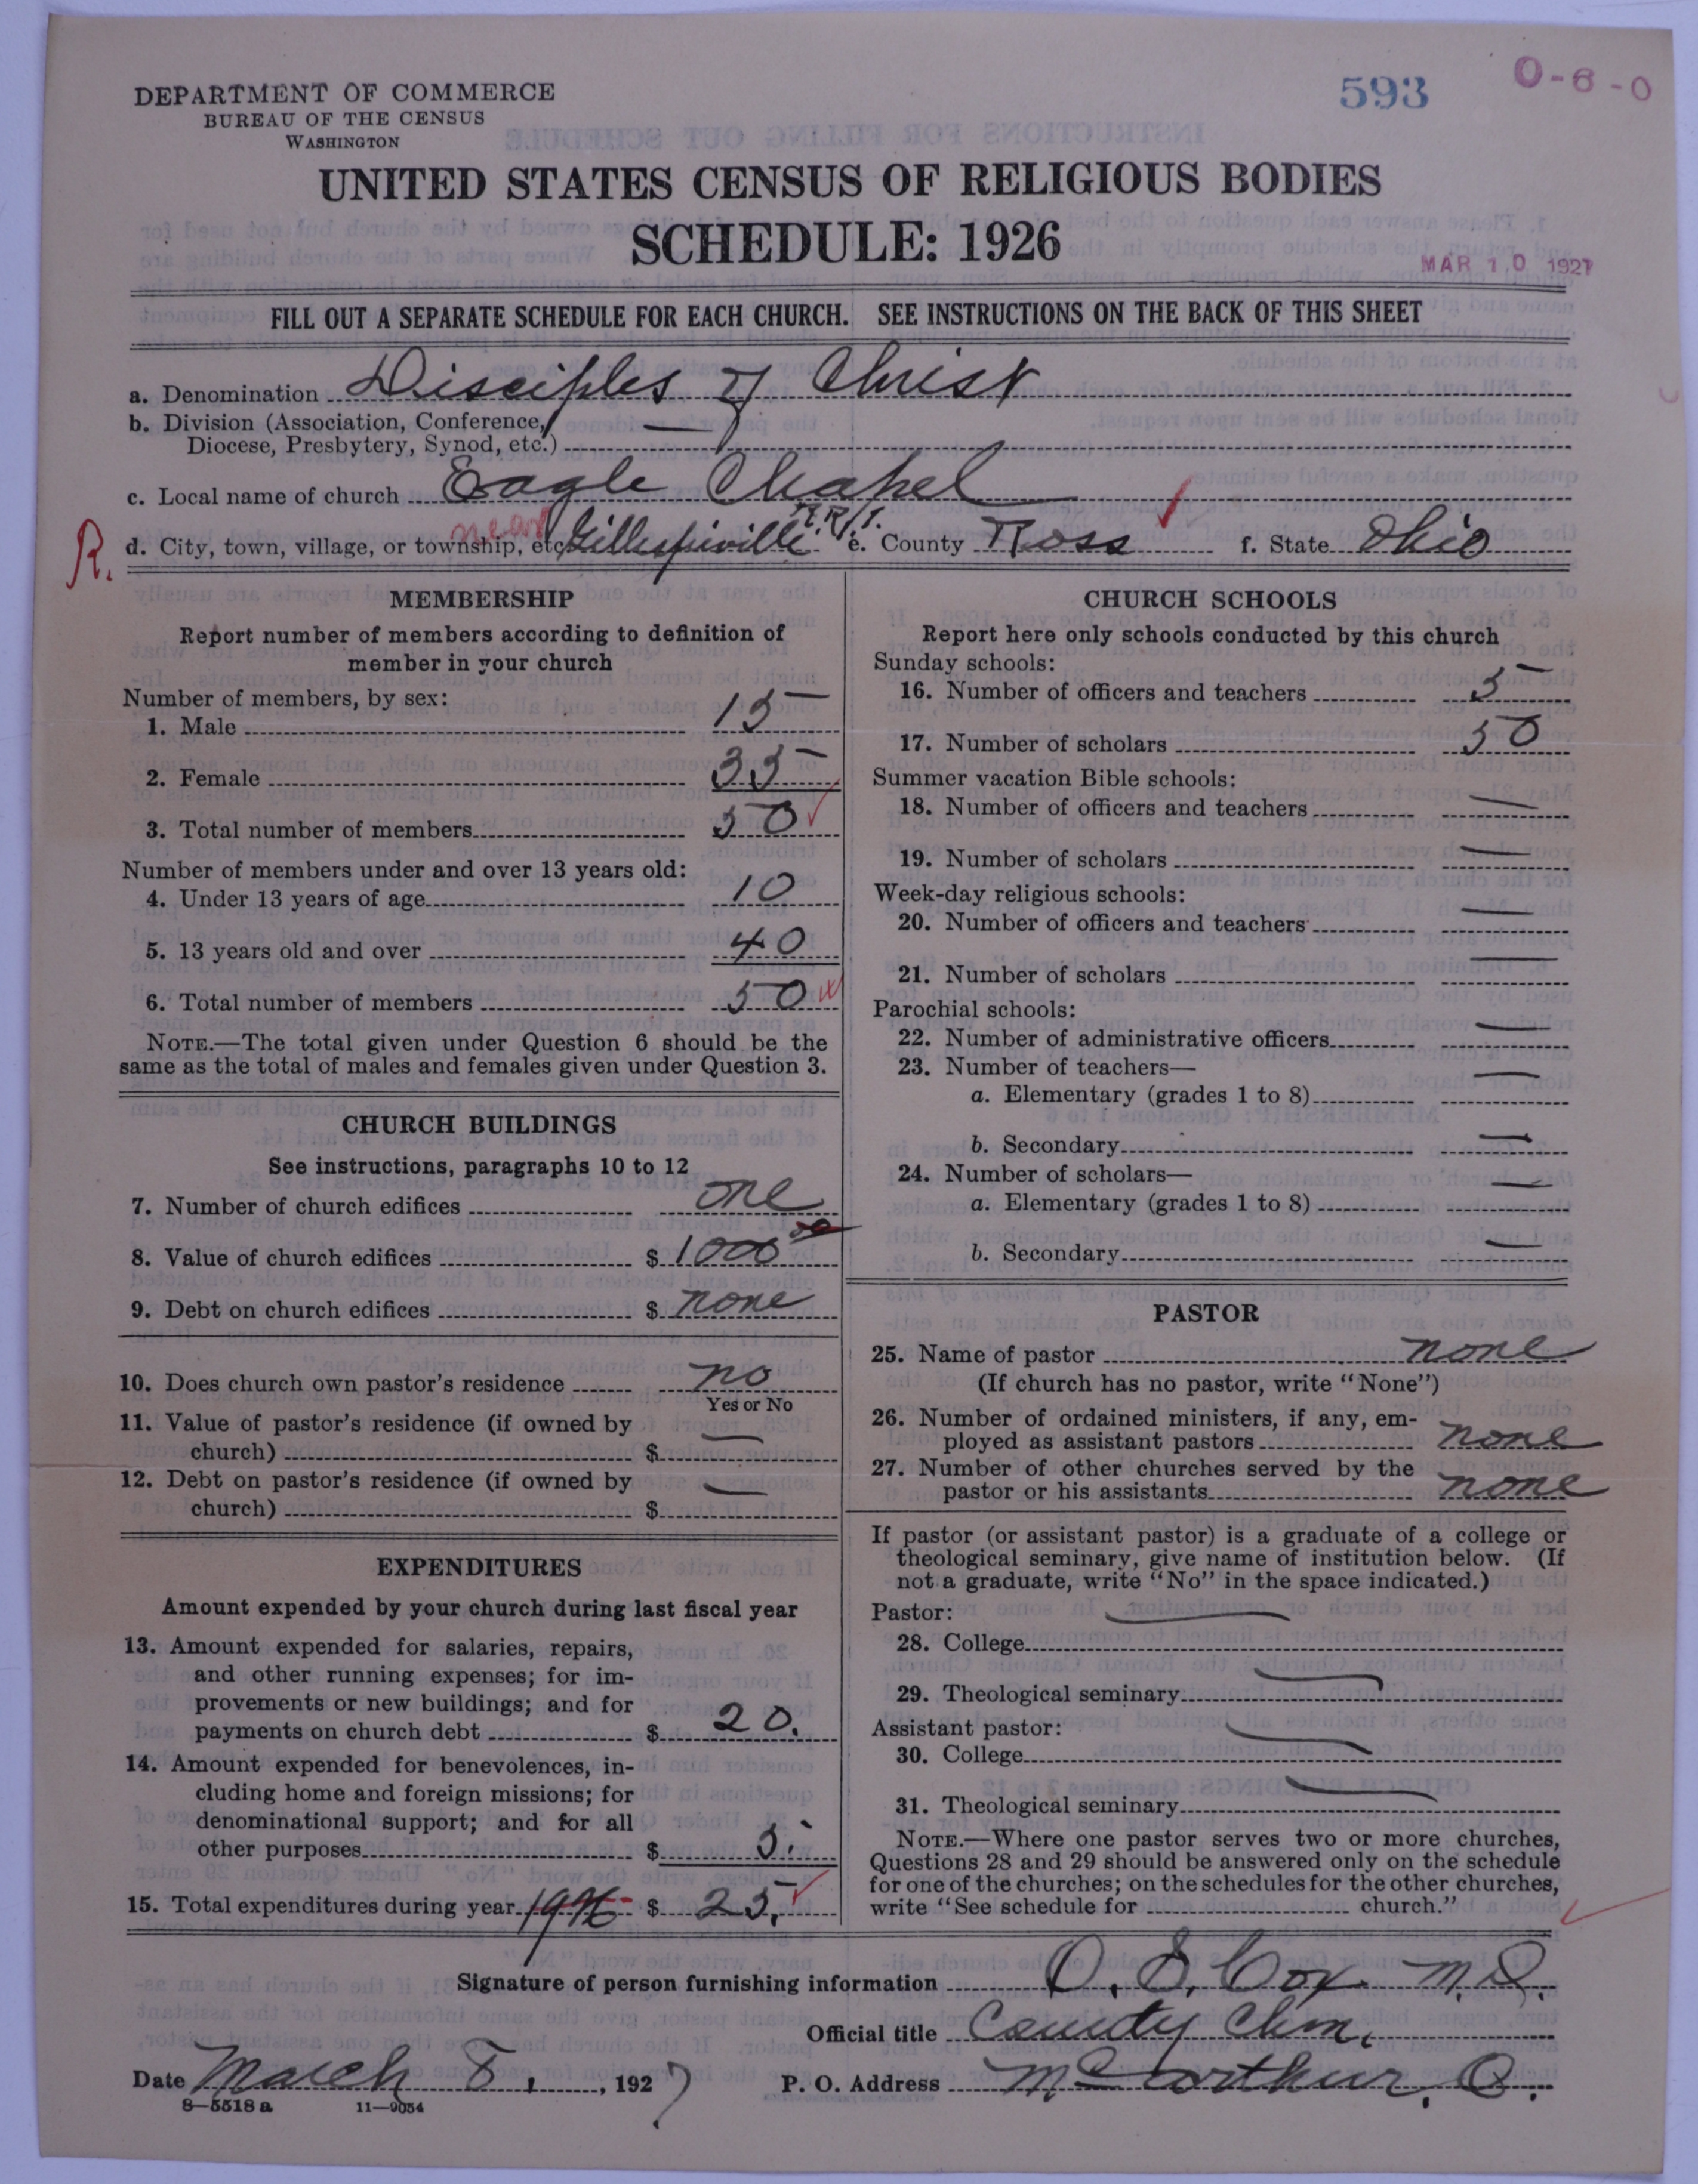 DEPARTMENT OF COMMERCE
BUREAU OF THE CENSUS
WASHINGTON
593
0-6-0
UNITED STATES CENSUS OF RELIGIOUS BODIES
SCHEDULE: 1926
MAR 10 1927
FILL OUT A SEPARATE SCHEDULE FOR EACH CHURCH. SEE INSTRUCTIONS ON THE BACK OF THIS SHEET
a. Denomination Disciples of Christ
b. Division (Association, Conference,
Diocese, Presbytery, Synod, etc.)
c. Local name of church Eagle Chapel
R. d. City, town, village, or township, etc. near Gillespieville e. County Ross f. State Ohio
MEMBERSHIP
Report number of members according to definition of
member in your church
Number of members, by sex:
1. Male 15
2. Female 35
3. Total number of members 50
Number of members under and over 13 years old:
4. Under 13 years of age 10
5. 13 years old and over 40
6. Total number of members 50
NOTE.—The total given under Question 6 should be the
same as the total of males and females given under Question 3.
CHURCH BUILDINGS
See instructions, paragraphs 10 to 12
7. Number of church edifices one
8. Value of church edifices $ 1000
9. Debt on church edifices $ none
10. Does church own pastor's residence no
Yes or No
11. Value of pastor's residence (if owned by
church) $ —
12. Debt on pastor's residence (if owned by
church) $ —
EXPENDITURES
Amount expended by your church during last fiscal year
13. Amount expended for salaries, repairs,
and other running expenses; for im-
provements or new buildings; and for
payments on church debt $ 20.
14. Amount expended for benevolences, in-
cluding home and foreign missions; for
denominational support; and for all
other purposes $ 5.
15. Total expenditures during year 1926 $ 25.
CHURCH SCHOOLS
Report here only schools conducted by this church
Sunday schools:
16. Number of officers and teachers 5
17. Number of scholars 50
Summer vacation Bible schools:
18. Number of officers and teachers —
19. Number of scholars —
Week-day religious schools:
20. Number of officers and teachers —
21. Number of scholars —
Parochial schools:
22. Number of administrative officers —
23. Number of teachers—
a. Elementary (grades 1 to 8) —
b. Secondary —
24. Number of scholars—
a. Elementary (grades 1 to 8) —
b. Secondary —
PASTOR
25. Name of pastor none
(If church has no pastor, write "None")
26. Number of ordained ministers, if any, em-
ployed as assistant pastors none
27. Number of other churches served by the
pastor or his assistants none
If pastor (or assistant pastor) is a graduate of a college or
theological seminary, give name of institution below. (If
not a graduate, write "No" in the space indicated.)
Pastor:
28. College —
29. Theological seminary —
Assistant pastor:
30. College —
31. Theological seminary —
NOTE.—Where one pastor serves two or more churches,
Questions 28 and 29 should be answered only on the schedule
for one of the churches; on the schedules for the other churches,
write "See schedule for church."
Signature of person furnishing information O. S. Cox M.D.
Official title County Chm.
Date March 8, 1927 P. O. Address McArthur, O.
8—5518 a 11—9054